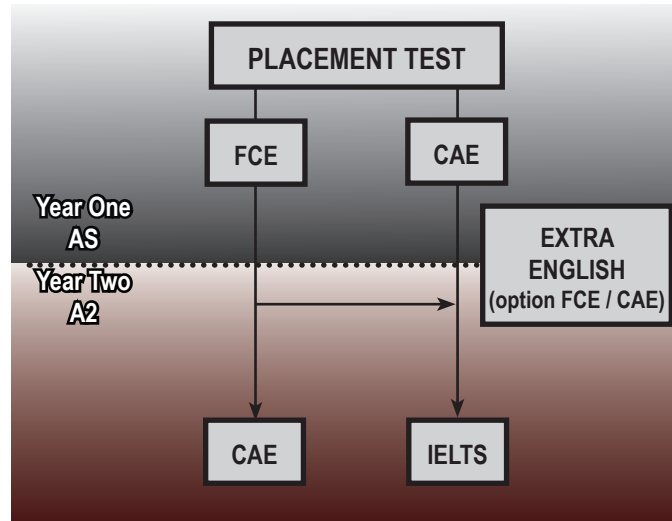 PLACEMENT TEST
FCE
CAE
Year One
AS
EXTRA
ENGLISH
(option FCE / CAE)
Year Two
A2
CAE
IELTS